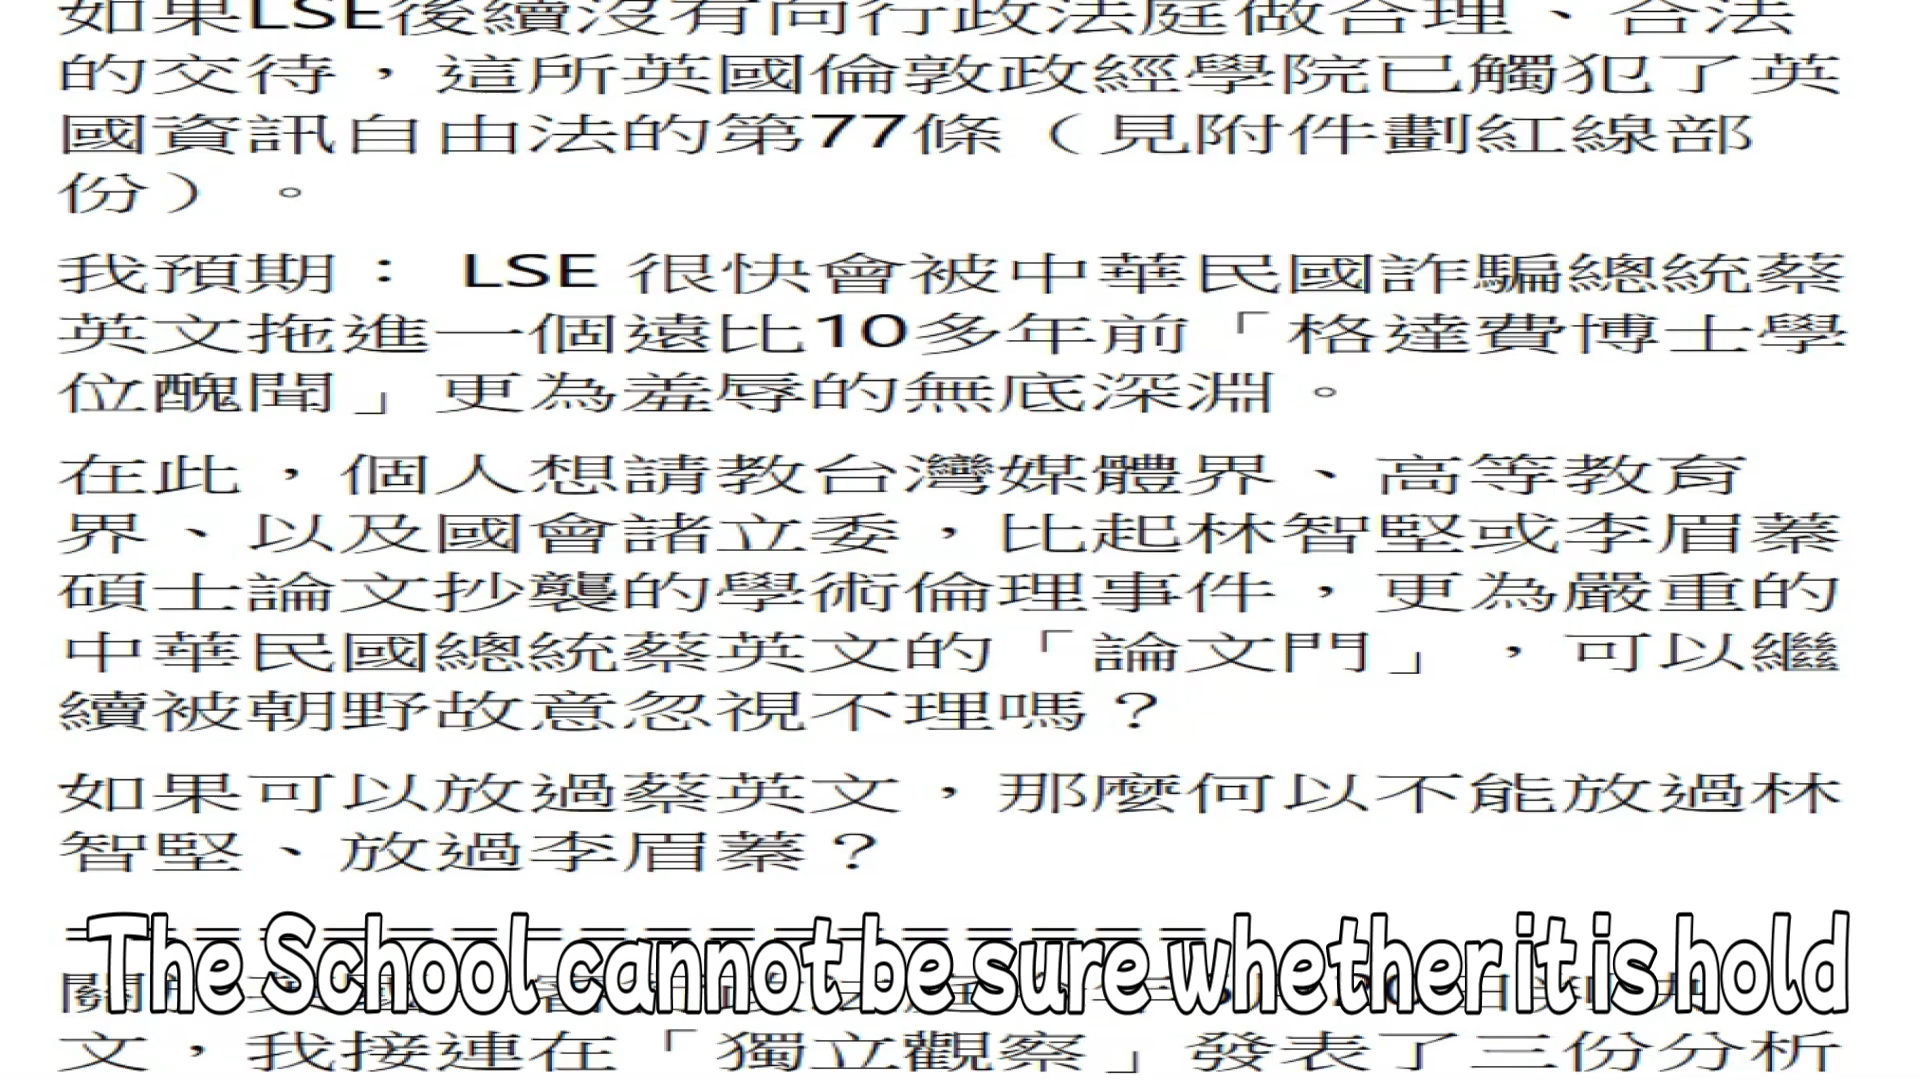 如果LSE後續沒有向行政法庭做合理、合法
的交待，這所英國倫敦政經學院已觸犯了英
國資訊自由法的第77條（見附件劃紅線部
份）。
我預期： LSE 很快會被中華民國詐騙總統蔡
英文拖進一個遠比10多年前「格達費博士學
位醜聞」更為羞辱的無底深淵。
在此，個人想請教台灣媒體界、高等教育
界、以及國會諸立委，比起林智堅或李眉蓁
碩士論文抄襲的學術倫理事件，更為嚴重的
中華民國總統蔡英文的「論文門」，可以繼
續被朝野故意忽視不理嗎？
如果可以放過蔡英文，那麼何以不能放過林
智堅、放過李眉蓁？
The School cannot be sure whether it is hold
文，我接連在「獨立觀察」發表了三份分析